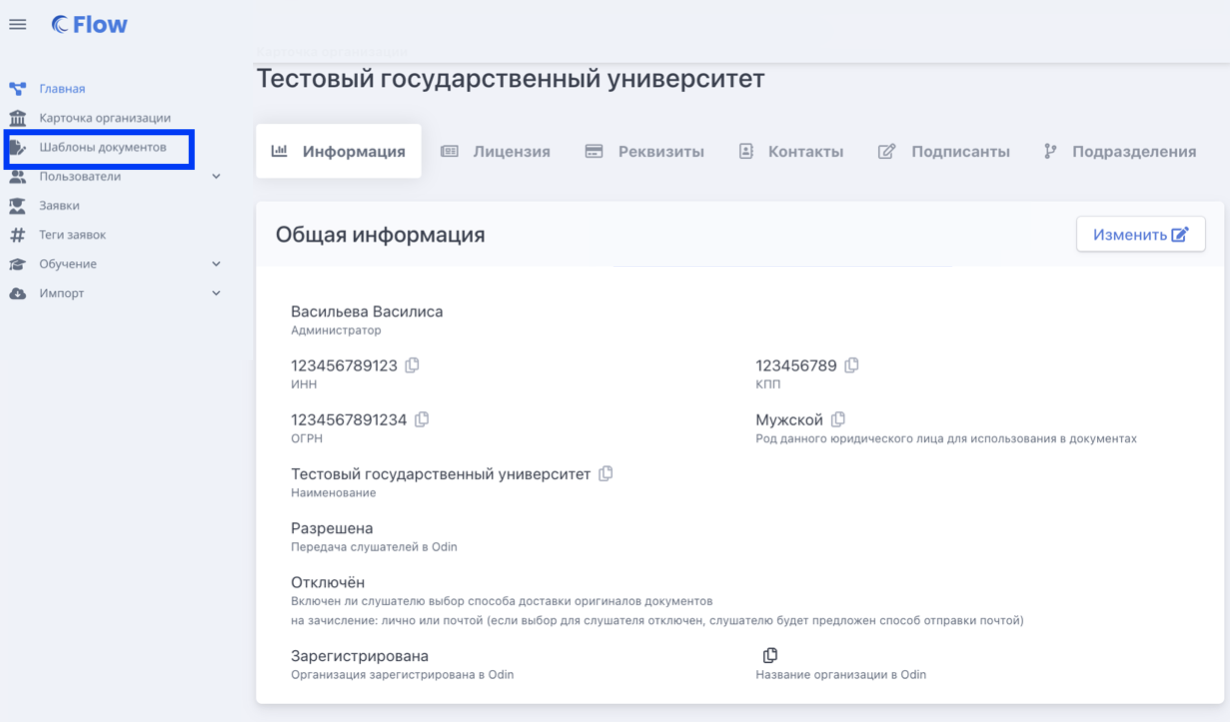 Flow
Главная
Карточка организации
Шаблоны документов
Пользователи
Заявки
Теги заявок
Обучение
Импорт
Карточка организации
Тестовый государственный университет
Информация
Лицензия
Реквизиты
Контакты
Подписанты
Подразделения
Общая информация
Изменить
Васильева Василиса
Администратор
123456789123
ИНН
123456789
КПП
1234567891234
ОГРН
Мужской
Род данного юридического лица для использования в документах
Тестовый государственный университет
Наименование
Разрешена
Передача слушателей в Odin
Отключён
Включен ли слушателю выбор способа доставки оригиналов документов
на зачисление: лично или почтой (если выбор для слушателя отключен, слушателю будет предложен способ отправки почтой)
Зарегистрирована
Организация зарегистрирована в Odin
Название организации в Odin